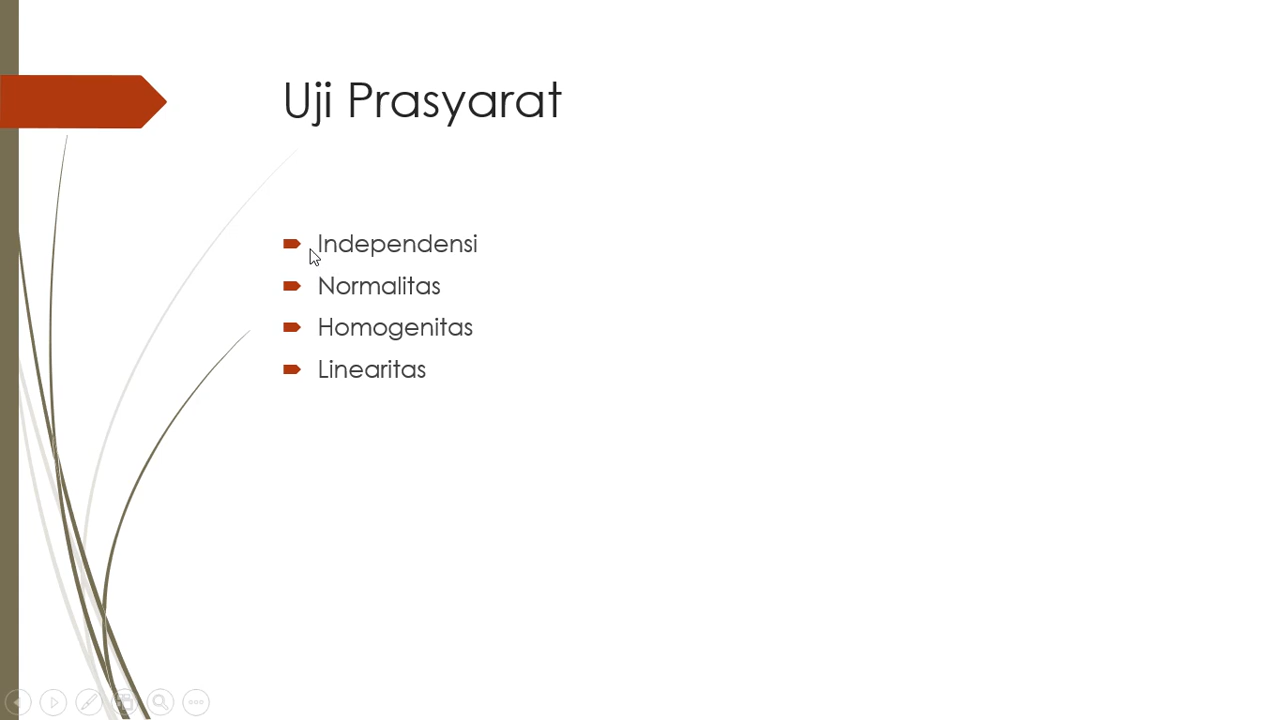 Uji Prasyarat
Independensi
Normalitas
Homogenitas
Linearitas